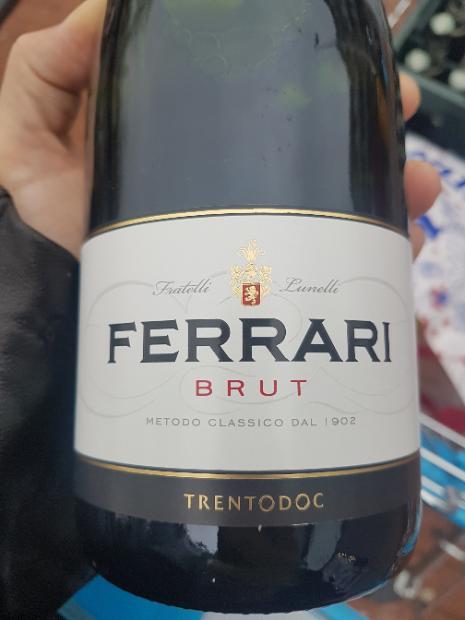 Fratelli Lunelli
FERRARI
BRUT
METODO CLASSICO DAL 1902
TRENTODOC